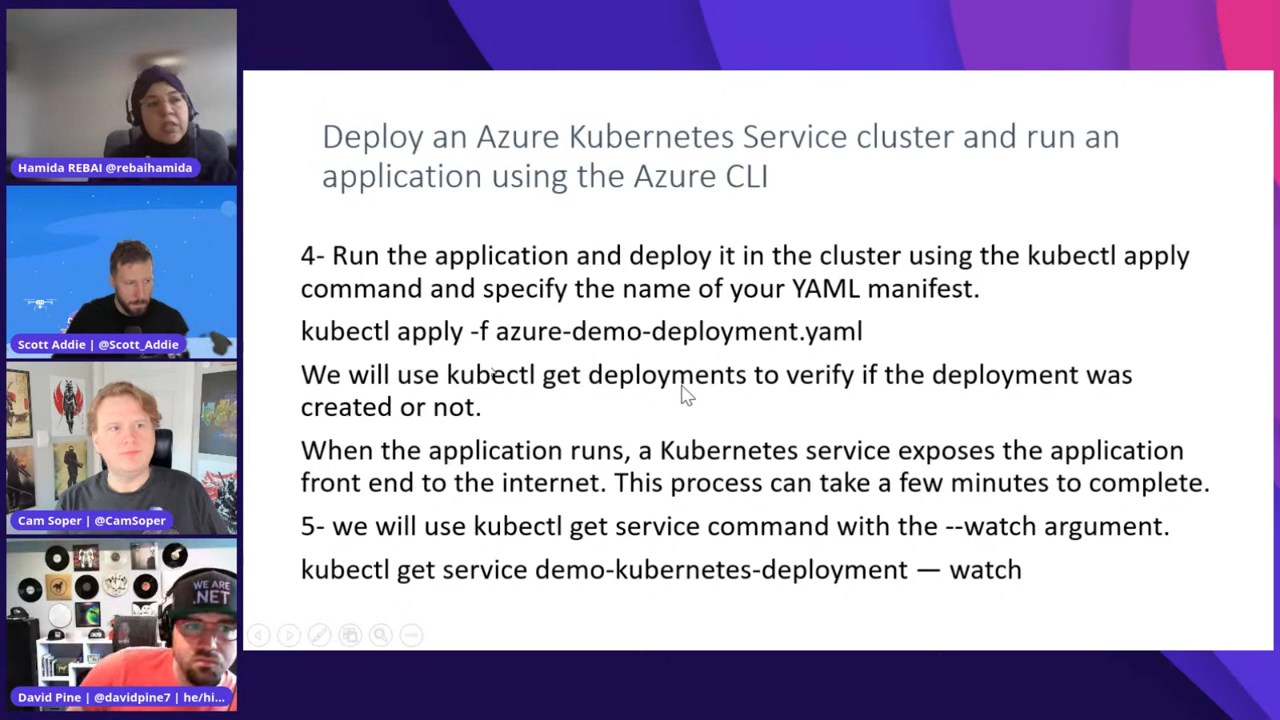 Hamida REBAI @rebaihamida
Scott Addie | @Scott_Addie
Cam Soper | @CamSoper
WE ARE
.NET
David Pine | @davidpine7 | he/hi...
Deploy an Azure Kubernetes Service cluster and run an
application using the Azure CLI
4- Run the application and deploy it in the cluster using the kubectl apply
command and specify the name of your YAML manifest.
kubectl apply -f azure-demo-deployment.yaml
We will use kubectl get deployments to verify if the deployment was
created or not.
When the application runs, a Kubernetes service exposes the application
front end to the internet. This process can take a few minutes to complete.
5- we will use kubectl get service command with the --watch argument.
kubectl get service demo-kubernetes-deployment — watch